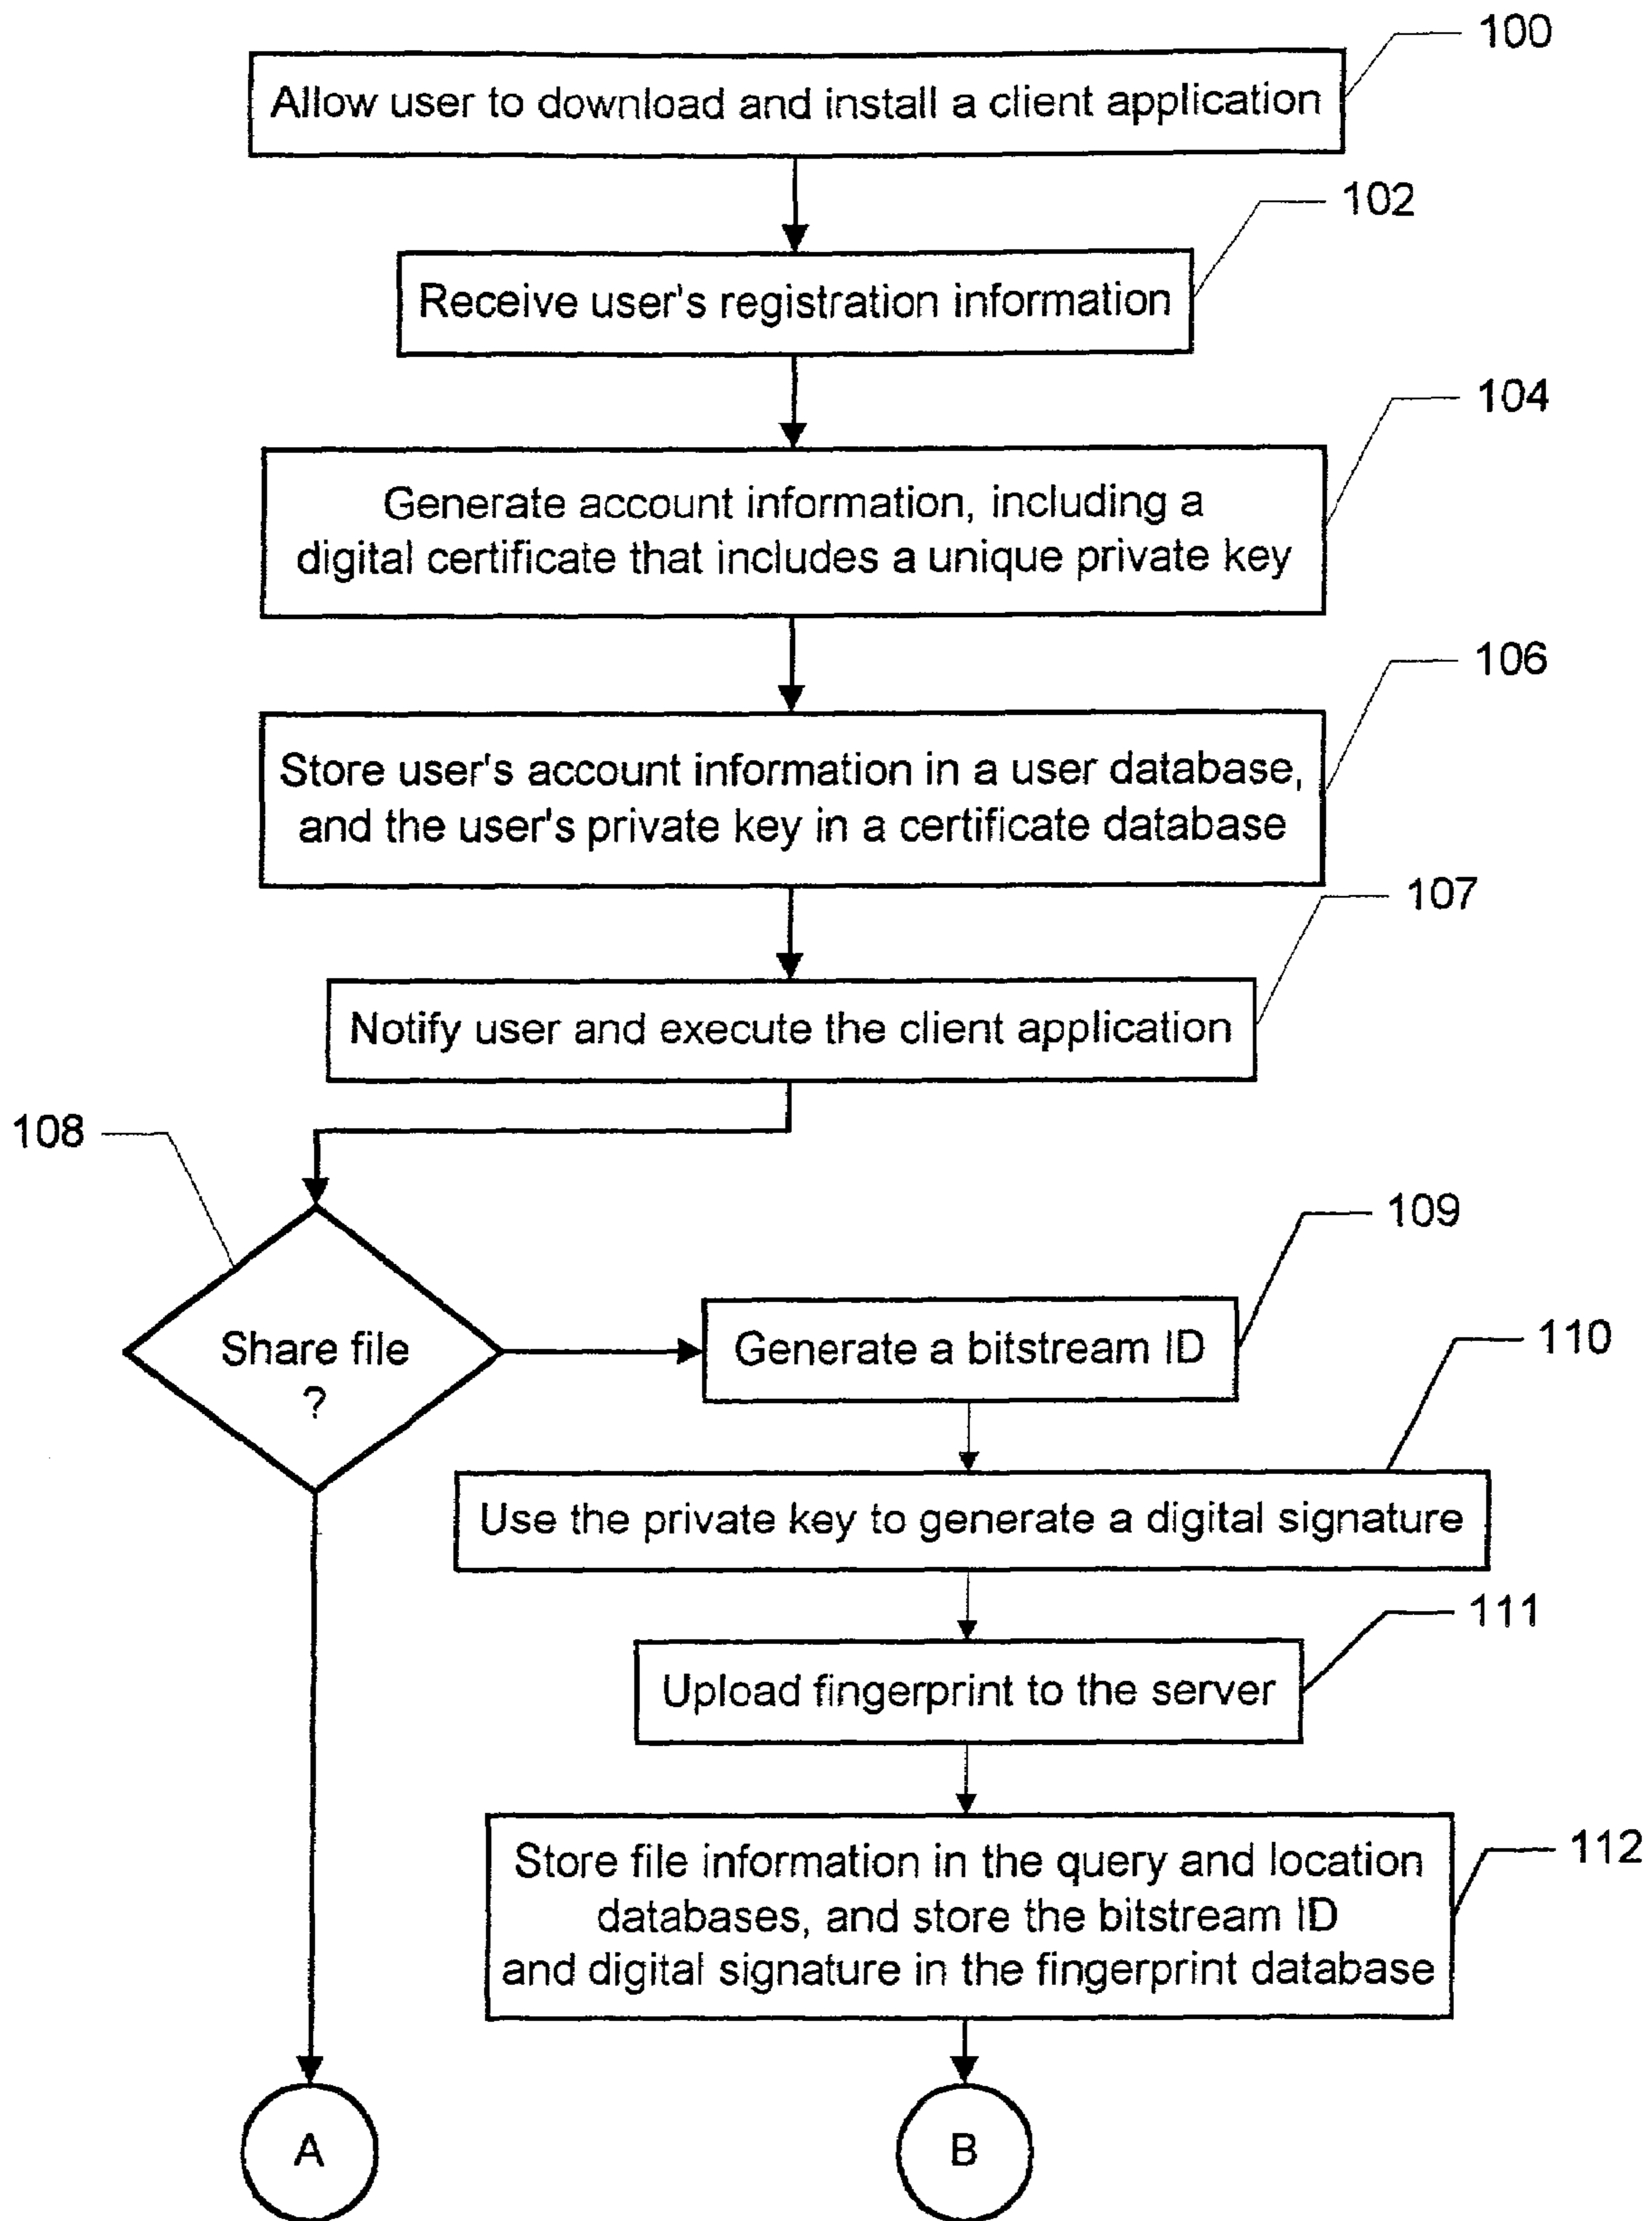 100
Allow user to download and install a client application
102
Receive user's registration information
104
Generate account information, including a
digital certificate that includes a unique private key
106
Store user's account information in a user database,
and the user's private key in a certificate database
107
Notify user and execute the client application
108
Share file
?
109
Generate a bitstream ID
110
Use the private key to generate a digital signature
111
Upload fingerprint to the server
112
Store file information in the query and location
databases, and store the bitstream ID
and digital signature in the fingerprint database
A
B